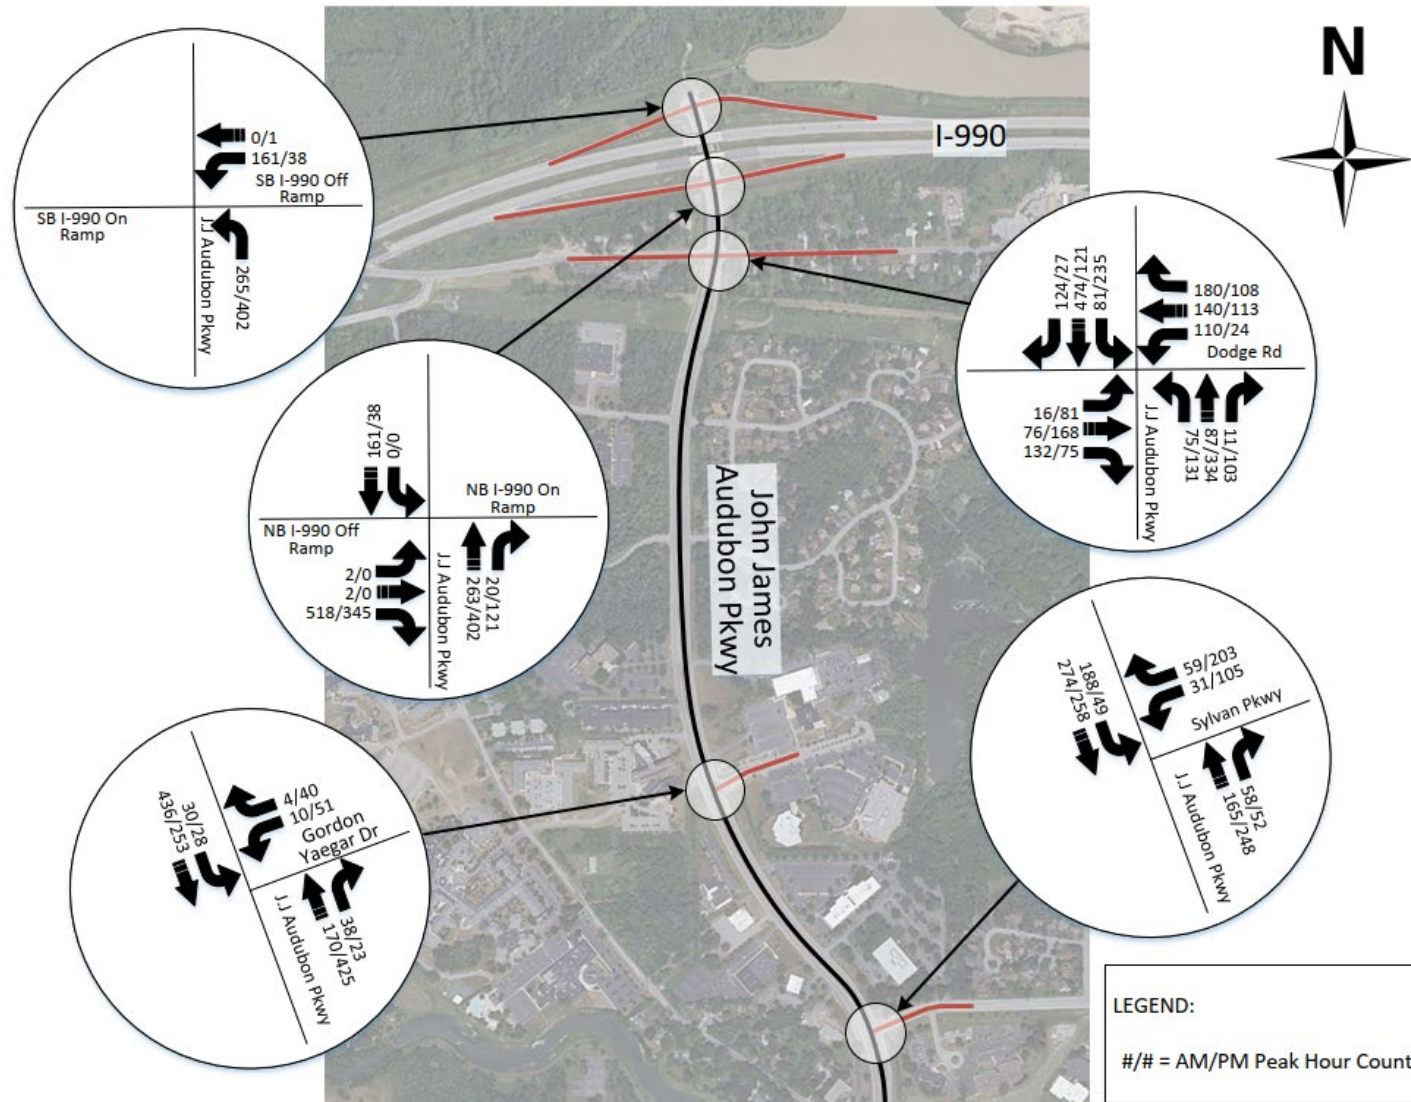 N
I-990
0/1
161/38
SB I-990 Off
Ramp
SB I-990 On
Ramp
J.J Audubon Pkwy
265/402
124/27
474/121
81/235
180/108
140/113
110/24
Dodge Rd
16/81
76/168
132/75
J.J Audubon Pkwy
75/131
87/334
11/103
161/38
0/0
NB I-990 On
Ramp
NB I-990 Off
Ramp
2/0
2/0
518/345
J.J Audubon Pkwy
263/402
20/121
John James
Audubon Pkwy
188/49
274/258
59/203
31/105
Sylvan Pkwy
J.J Audubon Pkwy
58/52
165/248
30/28
436/253
4/40
10/51
Gordon
Yaegar Dr
J.J Audubon Pkwy
38/23
170/425
LEGEND:
#/# = AM/PM Peak Hour Count